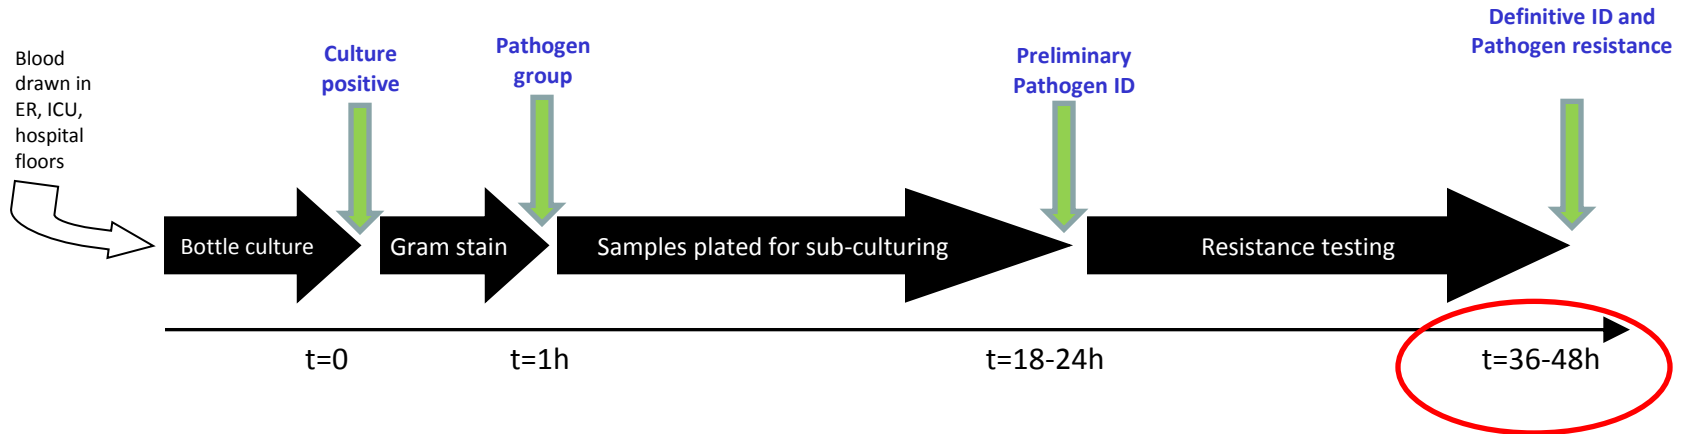 Blood
drawn in
ER, ICU,
hospital
floors
Culture
positive
Pathogen
group
Preliminary
Pathogen ID
Definitive ID and
Pathogen resistance
Bottle culture
Gram stain
Samples plated for sub-culturing
Resistance testing
t=0
t=1h
t=18-24h
t=36-48h